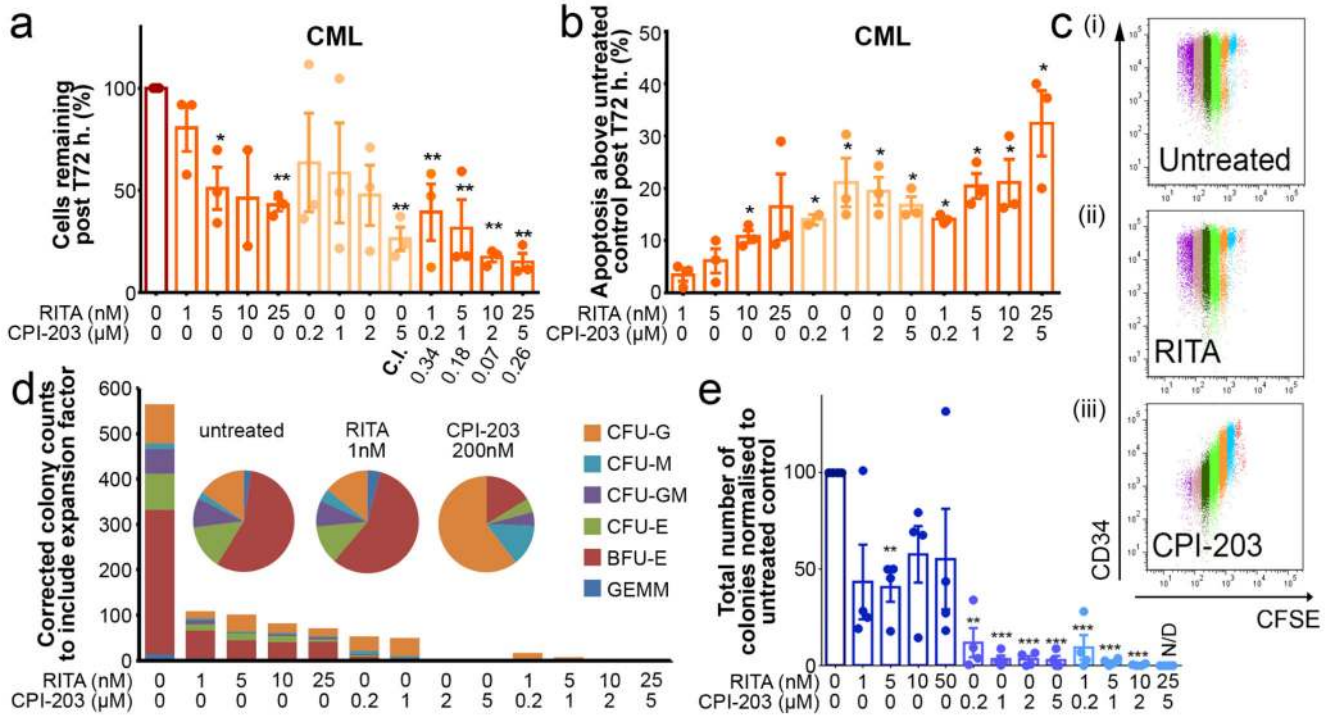 a
CML
Cells remaining
post T72 h. (%)
100
50
0
RITA (nM) 0 1 5 10 25 0 0 0 0 1 5 10 25
CPI-203 (µM) 0 0 0 0 0 0.2 1 2 5 0.2 1 2 5
C.I. 0.34 0.18 0.07 0.26
* ** ** ** ** ** **
b
CML
Apoptosis above untreated
control post T72 h. (%)
50
40
30
20
10
0
* * * * * * * * *
RITA (nM) 1 5 10 25 0 0 0 0 1 5 10 25
CPI-203 (µM) 0 0 0 0 0.2 1 2 5 0.2 1 2 5
c
(i)
Untreated
(ii)
RITA
(iii)
CPI-203
CD34
CFSE
d
Corrected colony counts
to include expansion factor
600
500
400
300
200
100
0
untreated
RITA
1nM
CPI-203
200nM
CFU-G
CFU-M
CFU-GM
CFU-E
BFU-E
GEMM
RITA (nM) 0 1 5 10 25 0 0 0 0 1 5 10 25
CPI-203 (µM) 0 0 0 0 0 0.2 1 2 5 0.2 1 2 5
e
Total number of
colonies normalised to
untreated control
100
50
0
** ** *** *** *** *** *** *** N/D
RITA (nM) 0 1 5 10 50 0 0 0 0 1 5 10 25
CPI-203 (µM) 0 0 0 0 0 0.2 1 2 5 0.2 1 2 5